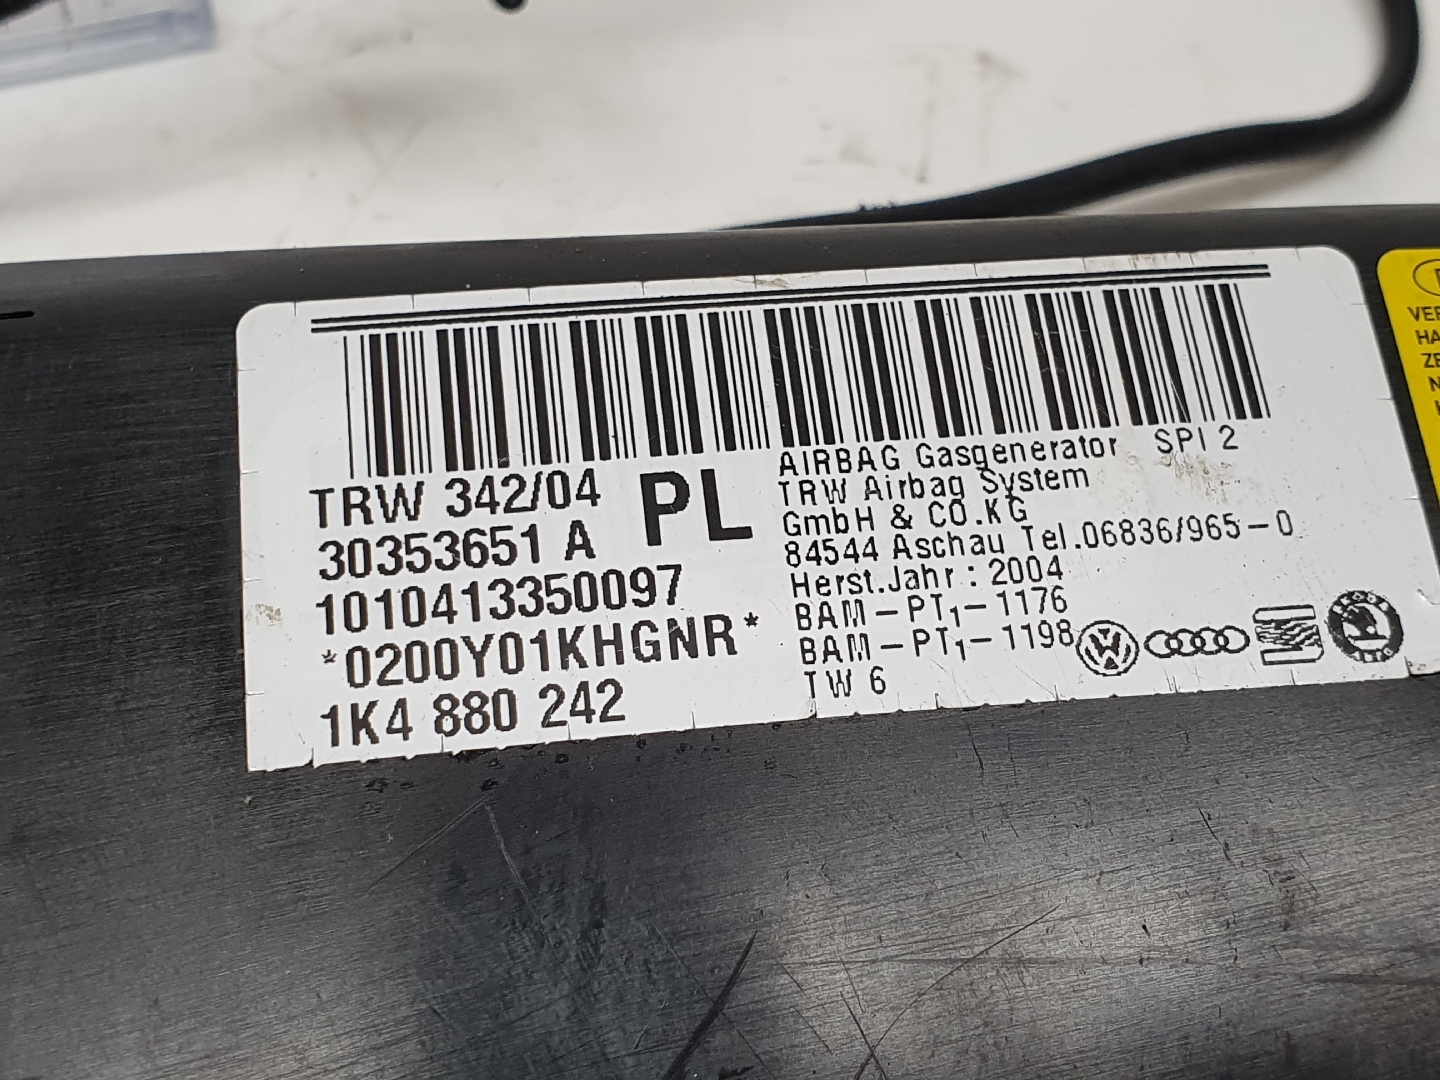 TRW 342/04
30353651 A
PL
1010413350097
*0200Y01KHGNR*
1K4 880 242
AIRBAG Gasgenerator SPI 2
TRW Airbag System
GmbH & CO.KG
84544 Aschau Tel.06836/965-0
Herst.Jahr: 2004
BAM-PT1-1176
BAM-PT1-1198
TW 6